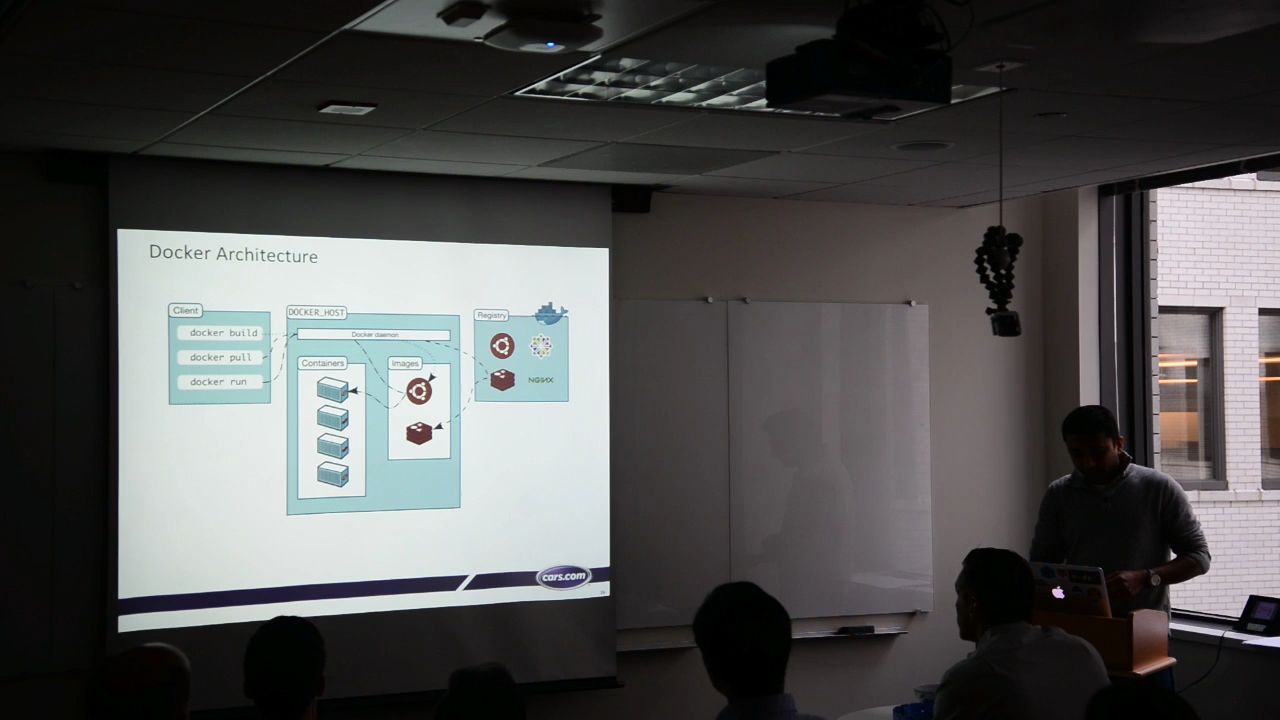 Docker Architecture
Client
docker build
docker pull
docker run
DOCKER_HOST
Docker daemon
Containers
Images
Registry
NGINX
cars.com